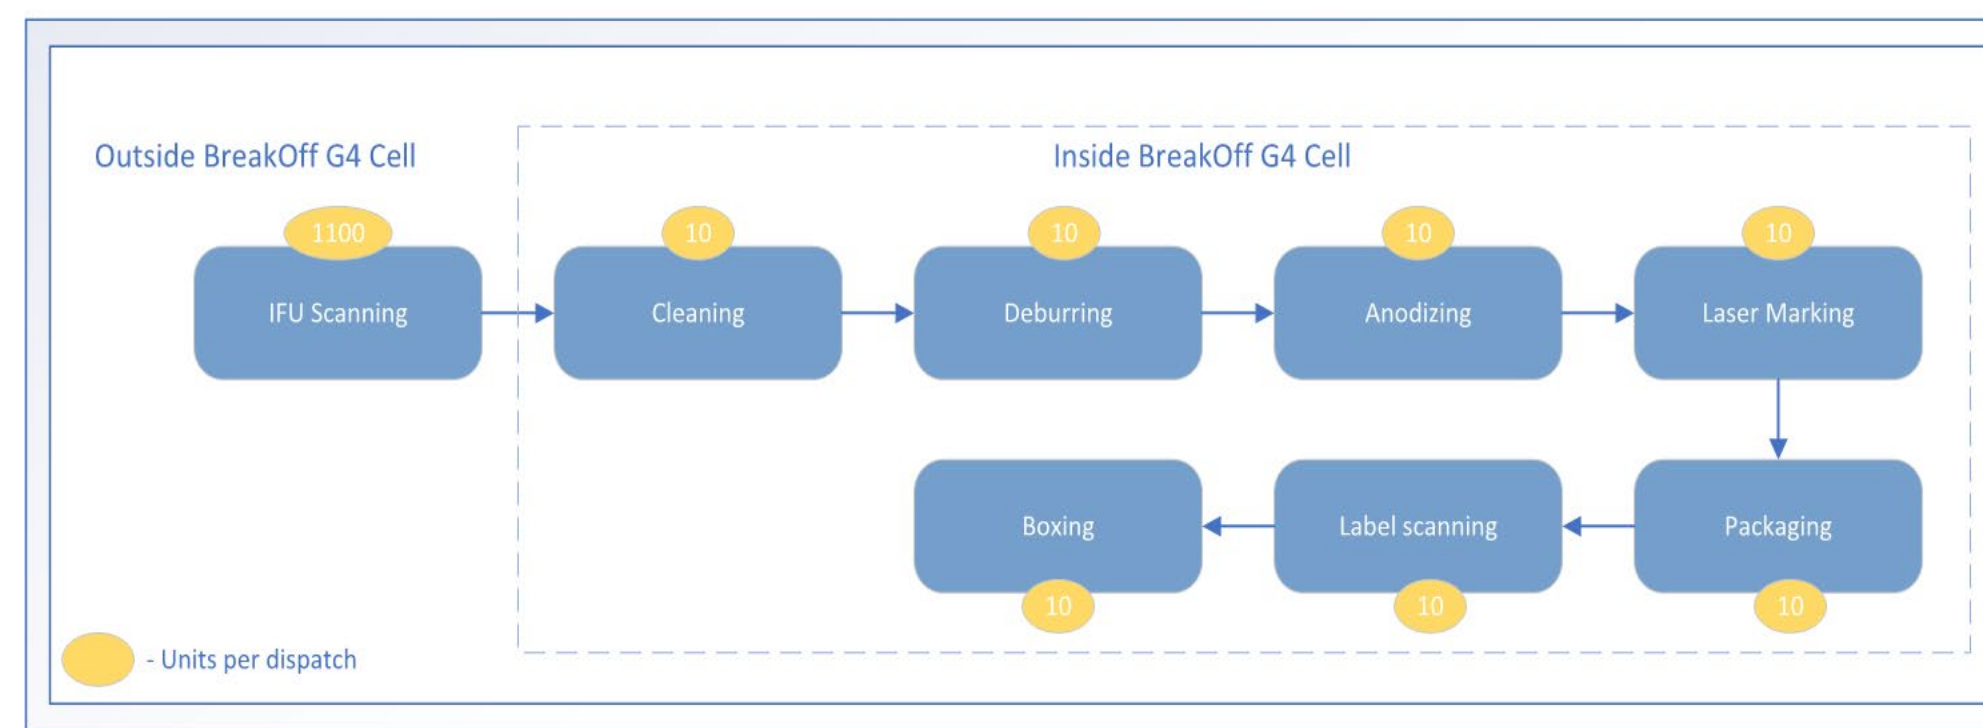 Outside BreakOff G4 Cell
Inside BreakOff G4 Cell
1100
10
10
10
10
IFU Scanning
Cleaning
Deburring
Anodizing
Laser Marking
Boxing
Label scanning
Packaging
10
10
10
- Units per dispatch